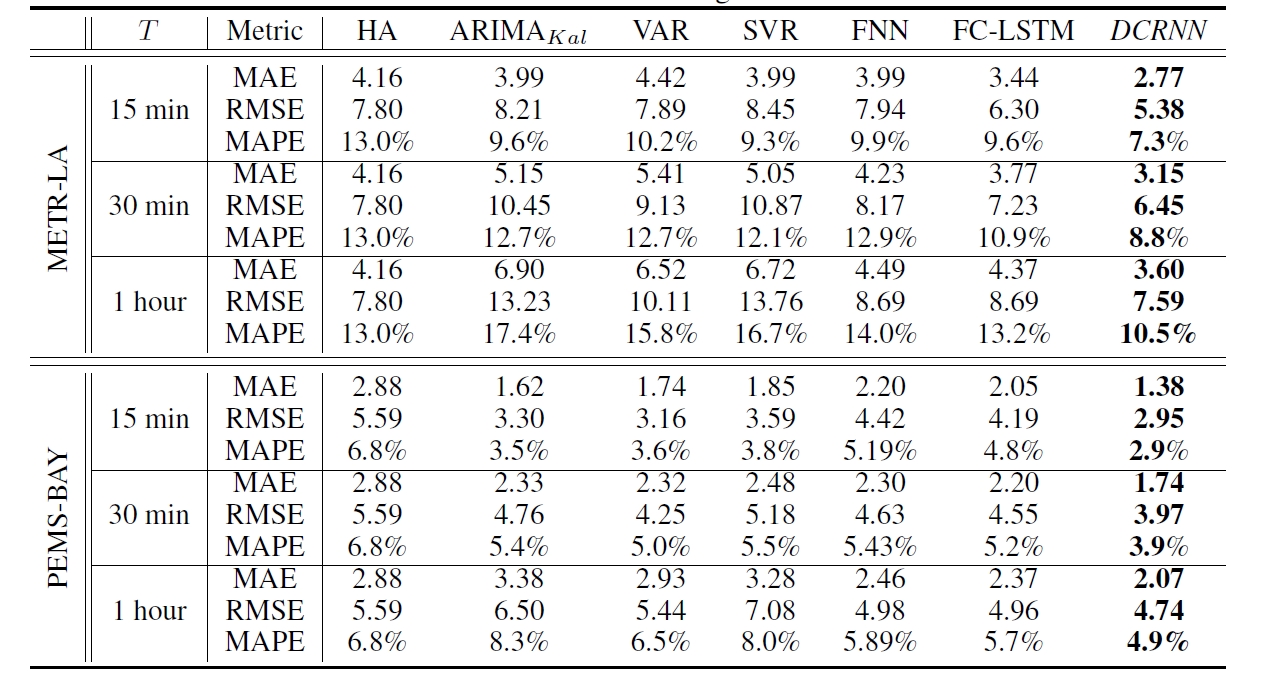 T Metric HA ARIMA_Kal VAR SVR FNN FC-LSTM DCRNN
METR-LA
15 min
MAE 4.16 3.99 4.42 3.99 3.99 3.44 2.77
RMSE 7.80 8.21 7.89 8.45 7.94 6.30 5.38
MAPE 13.0% 9.6% 10.2% 9.3% 9.9% 9.6% 7.3%
30 min
MAE 4.16 5.15 5.41 5.05 4.23 3.77 3.15
RMSE 7.80 10.45 9.13 10.87 8.17 7.23 6.45
MAPE 13.0% 12.7% 12.7% 12.1% 12.9% 10.9% 8.8%
1 hour
MAE 4.16 6.90 6.52 6.72 4.49 4.37 3.60
RMSE 7.80 13.23 10.11 13.76 8.69 8.69 7.59
MAPE 13.0% 17.4% 15.8% 16.7% 14.0% 13.2% 10.5%
PEMS-BAY
15 min
MAE 2.88 1.62 1.74 1.85 2.20 2.05 1.38
RMSE 5.59 3.30 3.16 3.59 4.42 4.19 2.95
MAPE 6.8% 3.5% 3.6% 3.8% 5.19% 4.8% 2.9%
30 min
MAE 2.88 2.33 2.32 2.48 2.30 2.20 1.74
RMSE 5.59 4.76 4.25 5.18 4.63 4.55 3.97
MAPE 6.8% 5.4% 5.0% 5.5% 5.43% 5.2% 3.9%
1 hour
MAE 2.88 3.38 2.93 3.28 2.46 2.37 2.07
RMSE 5.59 6.50 5.44 7.08 4.98 4.96 4.74
MAPE 6.8% 8.3% 6.5% 8.0% 5.89% 5.7% 4.9%